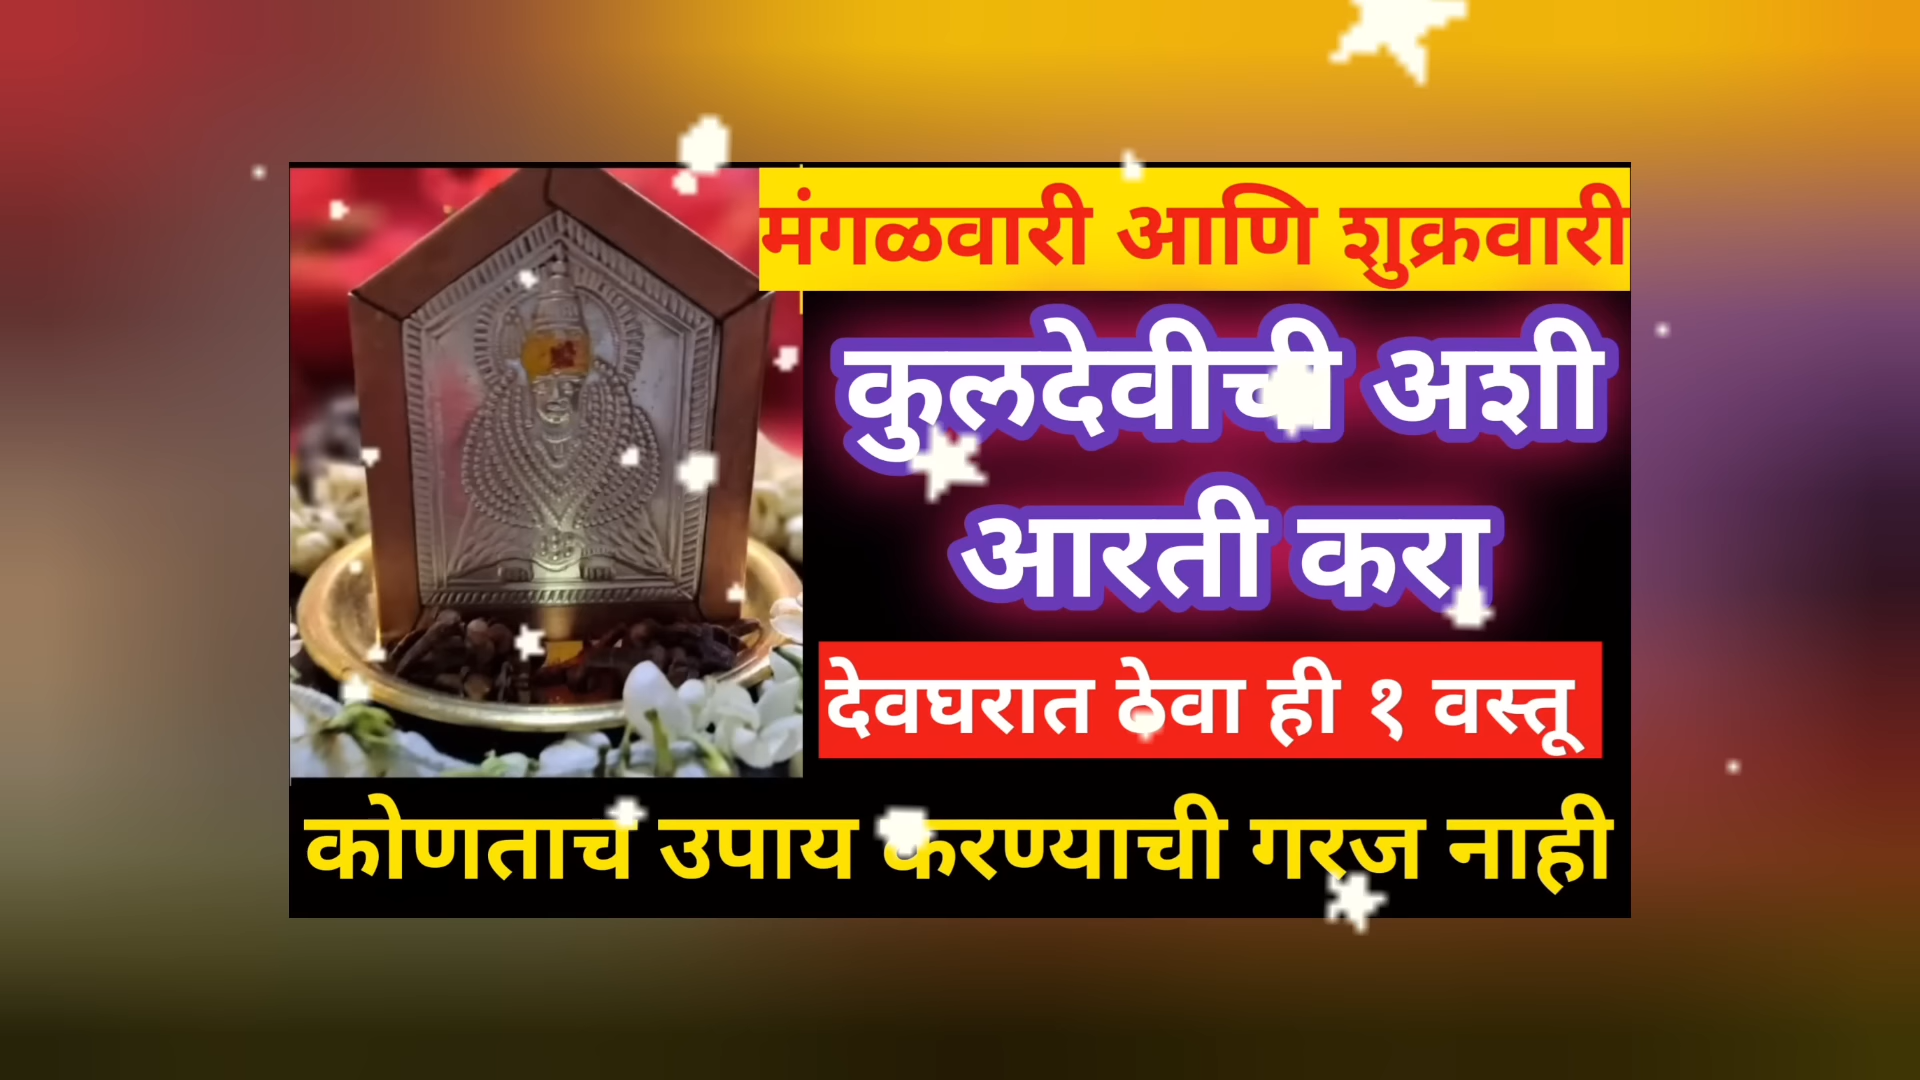 मंगळवारी आणि शुक्रवारी
कुलदेवीची अशी
आरती करा
देवघरात ठेवा ही १ वस्तू
कोणताच उपाय करण्याची गरज नाही